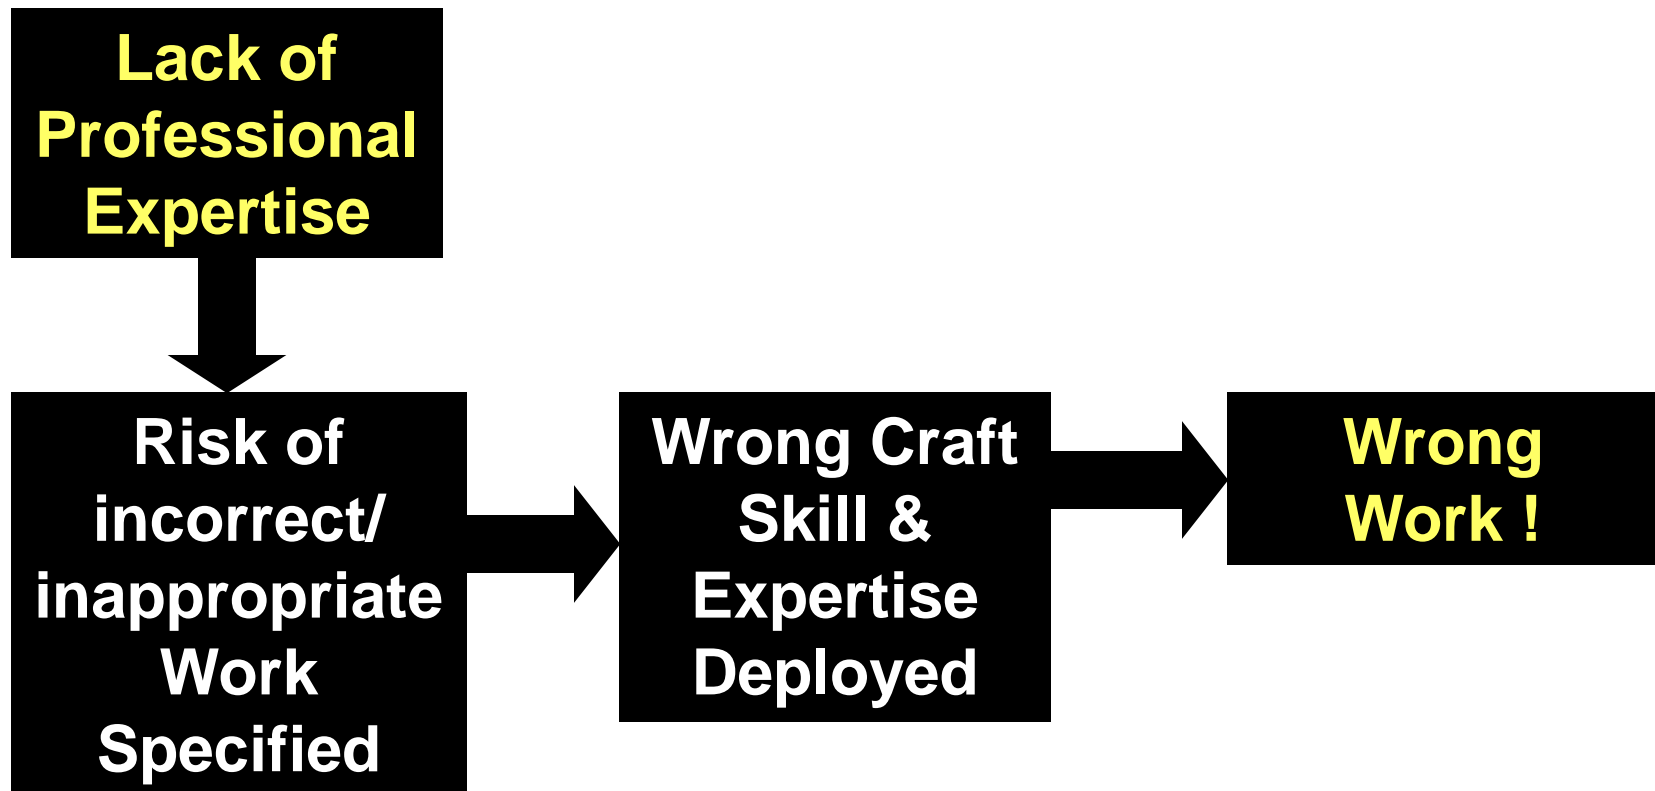 Lack of
Professional
Expertise
Risk of
incorrect/
inappropriate
Work
Specified
Wrong Craft
Skill &
Expertise
Deployed
Wrong
Work !